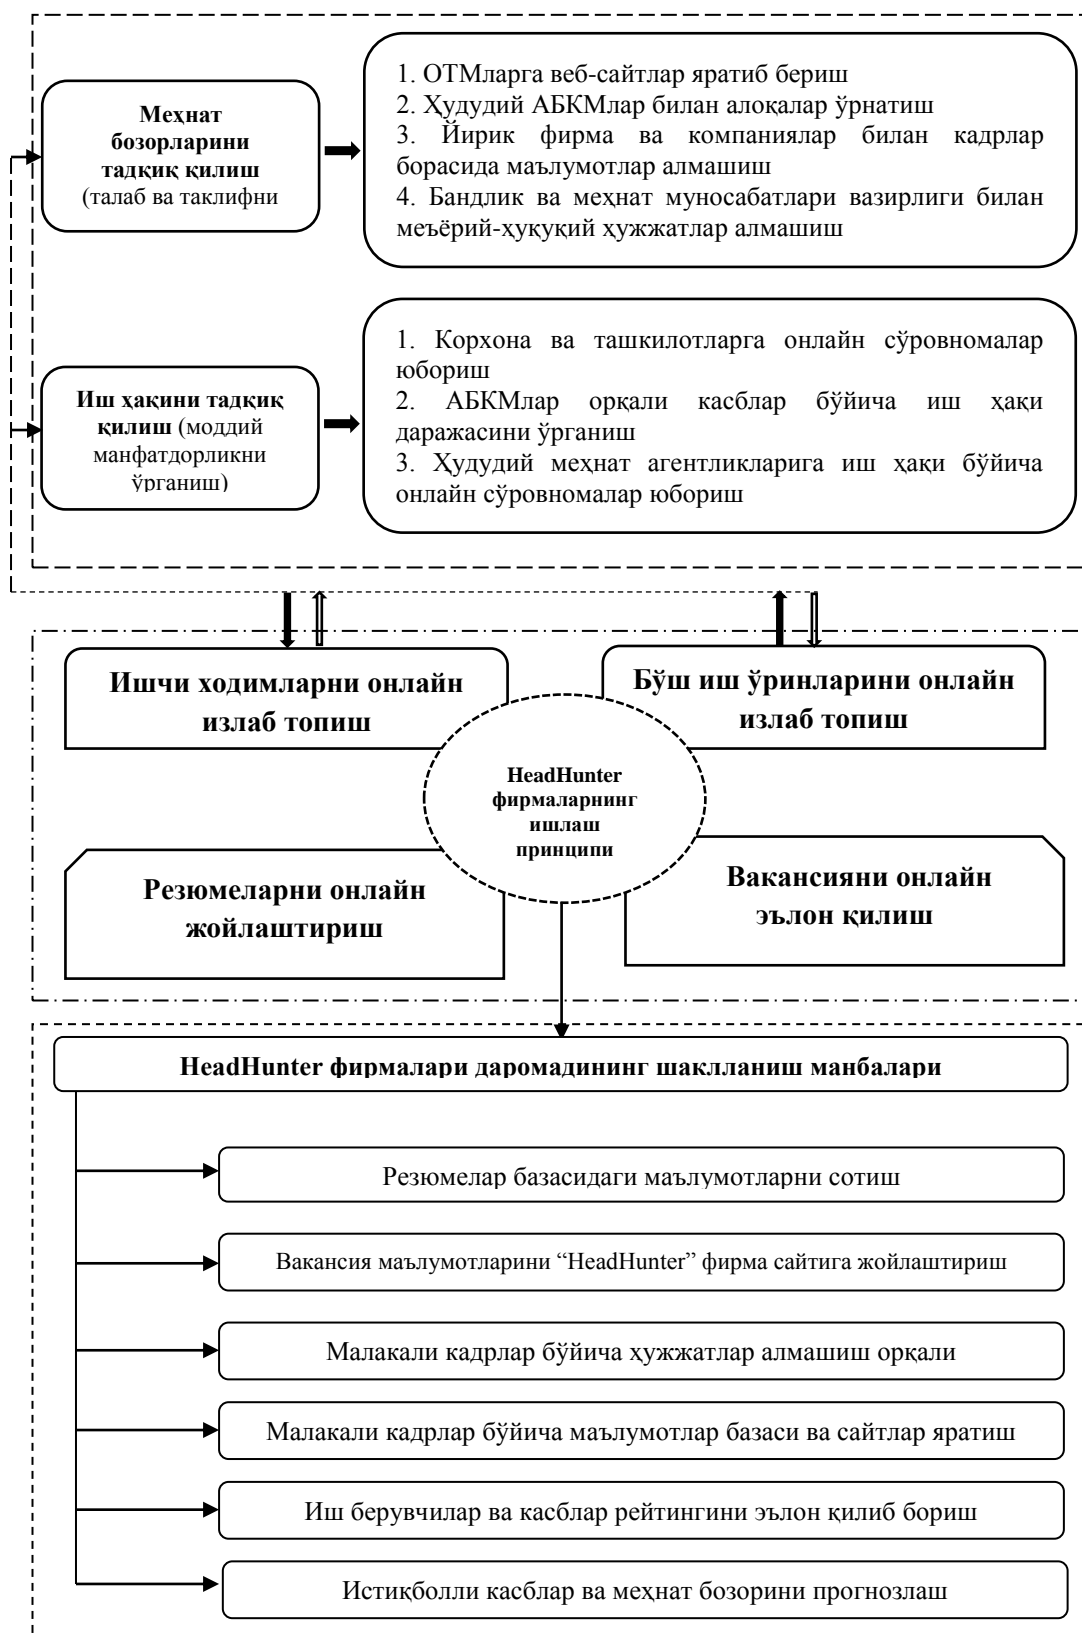 Меҳнат
бозорларини
тадқиқ қилиш
(талаб ва таклифни
1. ОТМларга веб-сайтлар яратиб бериш
2. Ҳудудий АБКМлар билан алоқалар ўрнатиш
3. Йирик фирма ва компаниялар билан кадрлар
борасида маълумотлар алмашиш
4. Бандлик ва меҳнат муносабатлари вазирлиги билан
меъёрий-ҳуқуқий ҳужжатлар алмашиш
Иш ҳақини тадқиқ
қилиш (моддий
манфатдорликни
ўрганиш)
1. Корхона ва ташкилотларга онлайн сўровномалар
юбориш
2. АБКМлар орқали касблар бўйича иш ҳақи
даражасини ўрганиш
3. Ҳудудий меҳнат агентликларига иш ҳақи бўйича
онлайн сўровномалар юбориш
Ишчи ходимларни онлайн
излаб топиш
Бўш иш ўринларини онлайн
излаб топиш
HeadHunter
фирмаларнинг
ишлаш
принципи
Резюмеларни онлайн
жойлаштириш
Вакансияни онлайн
эълон қилиш
HeadHunter фирмалари даромадининг шаклланиш манбалари
Резюмелар базасидаги маълумотларни сотиш
Вакансия маълумотларини “HeadHunter” фирма сайтига жойлаштириш
Малакали кадрлар бўйича ҳужжатлар алмашиш орқали
Малакали кадрлар бўйича маълумотлар базаси ва сайтлар яратиш
Иш берувчилар ва касблар рейтингини эълон қилиб бориш
Истиқболли касблар ва меҳнат бозорини прогнозлаш